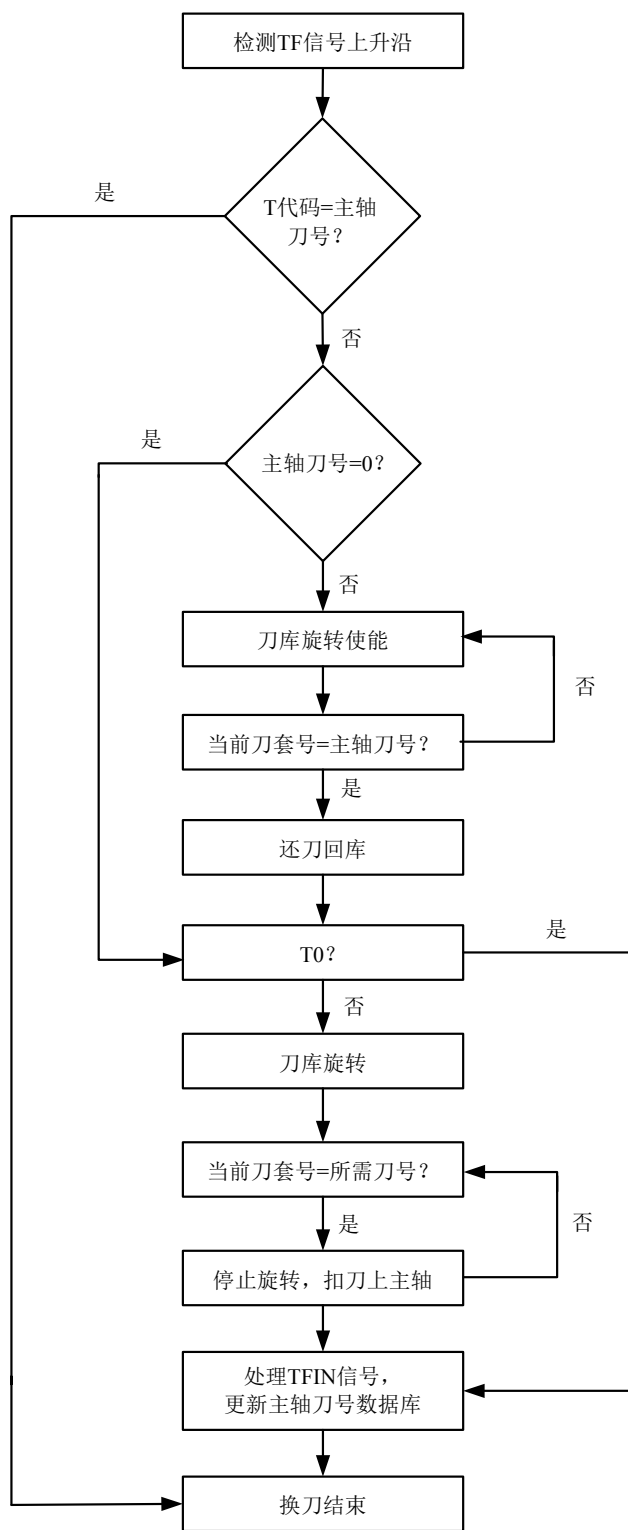 检测TF信号上升沿
是
T代码=主轴
刀号？
否
是
主轴刀号=0？
否
刀库旋转使能
否
当前刀套号=主轴刀号？
是
还刀回库
是
T0？
否
刀库旋转
当前刀套号=所需刀号？
是
否
停止旋转，扣刀上主轴
处理TFIN信号，
更新主轴刀号数据库
换刀结束